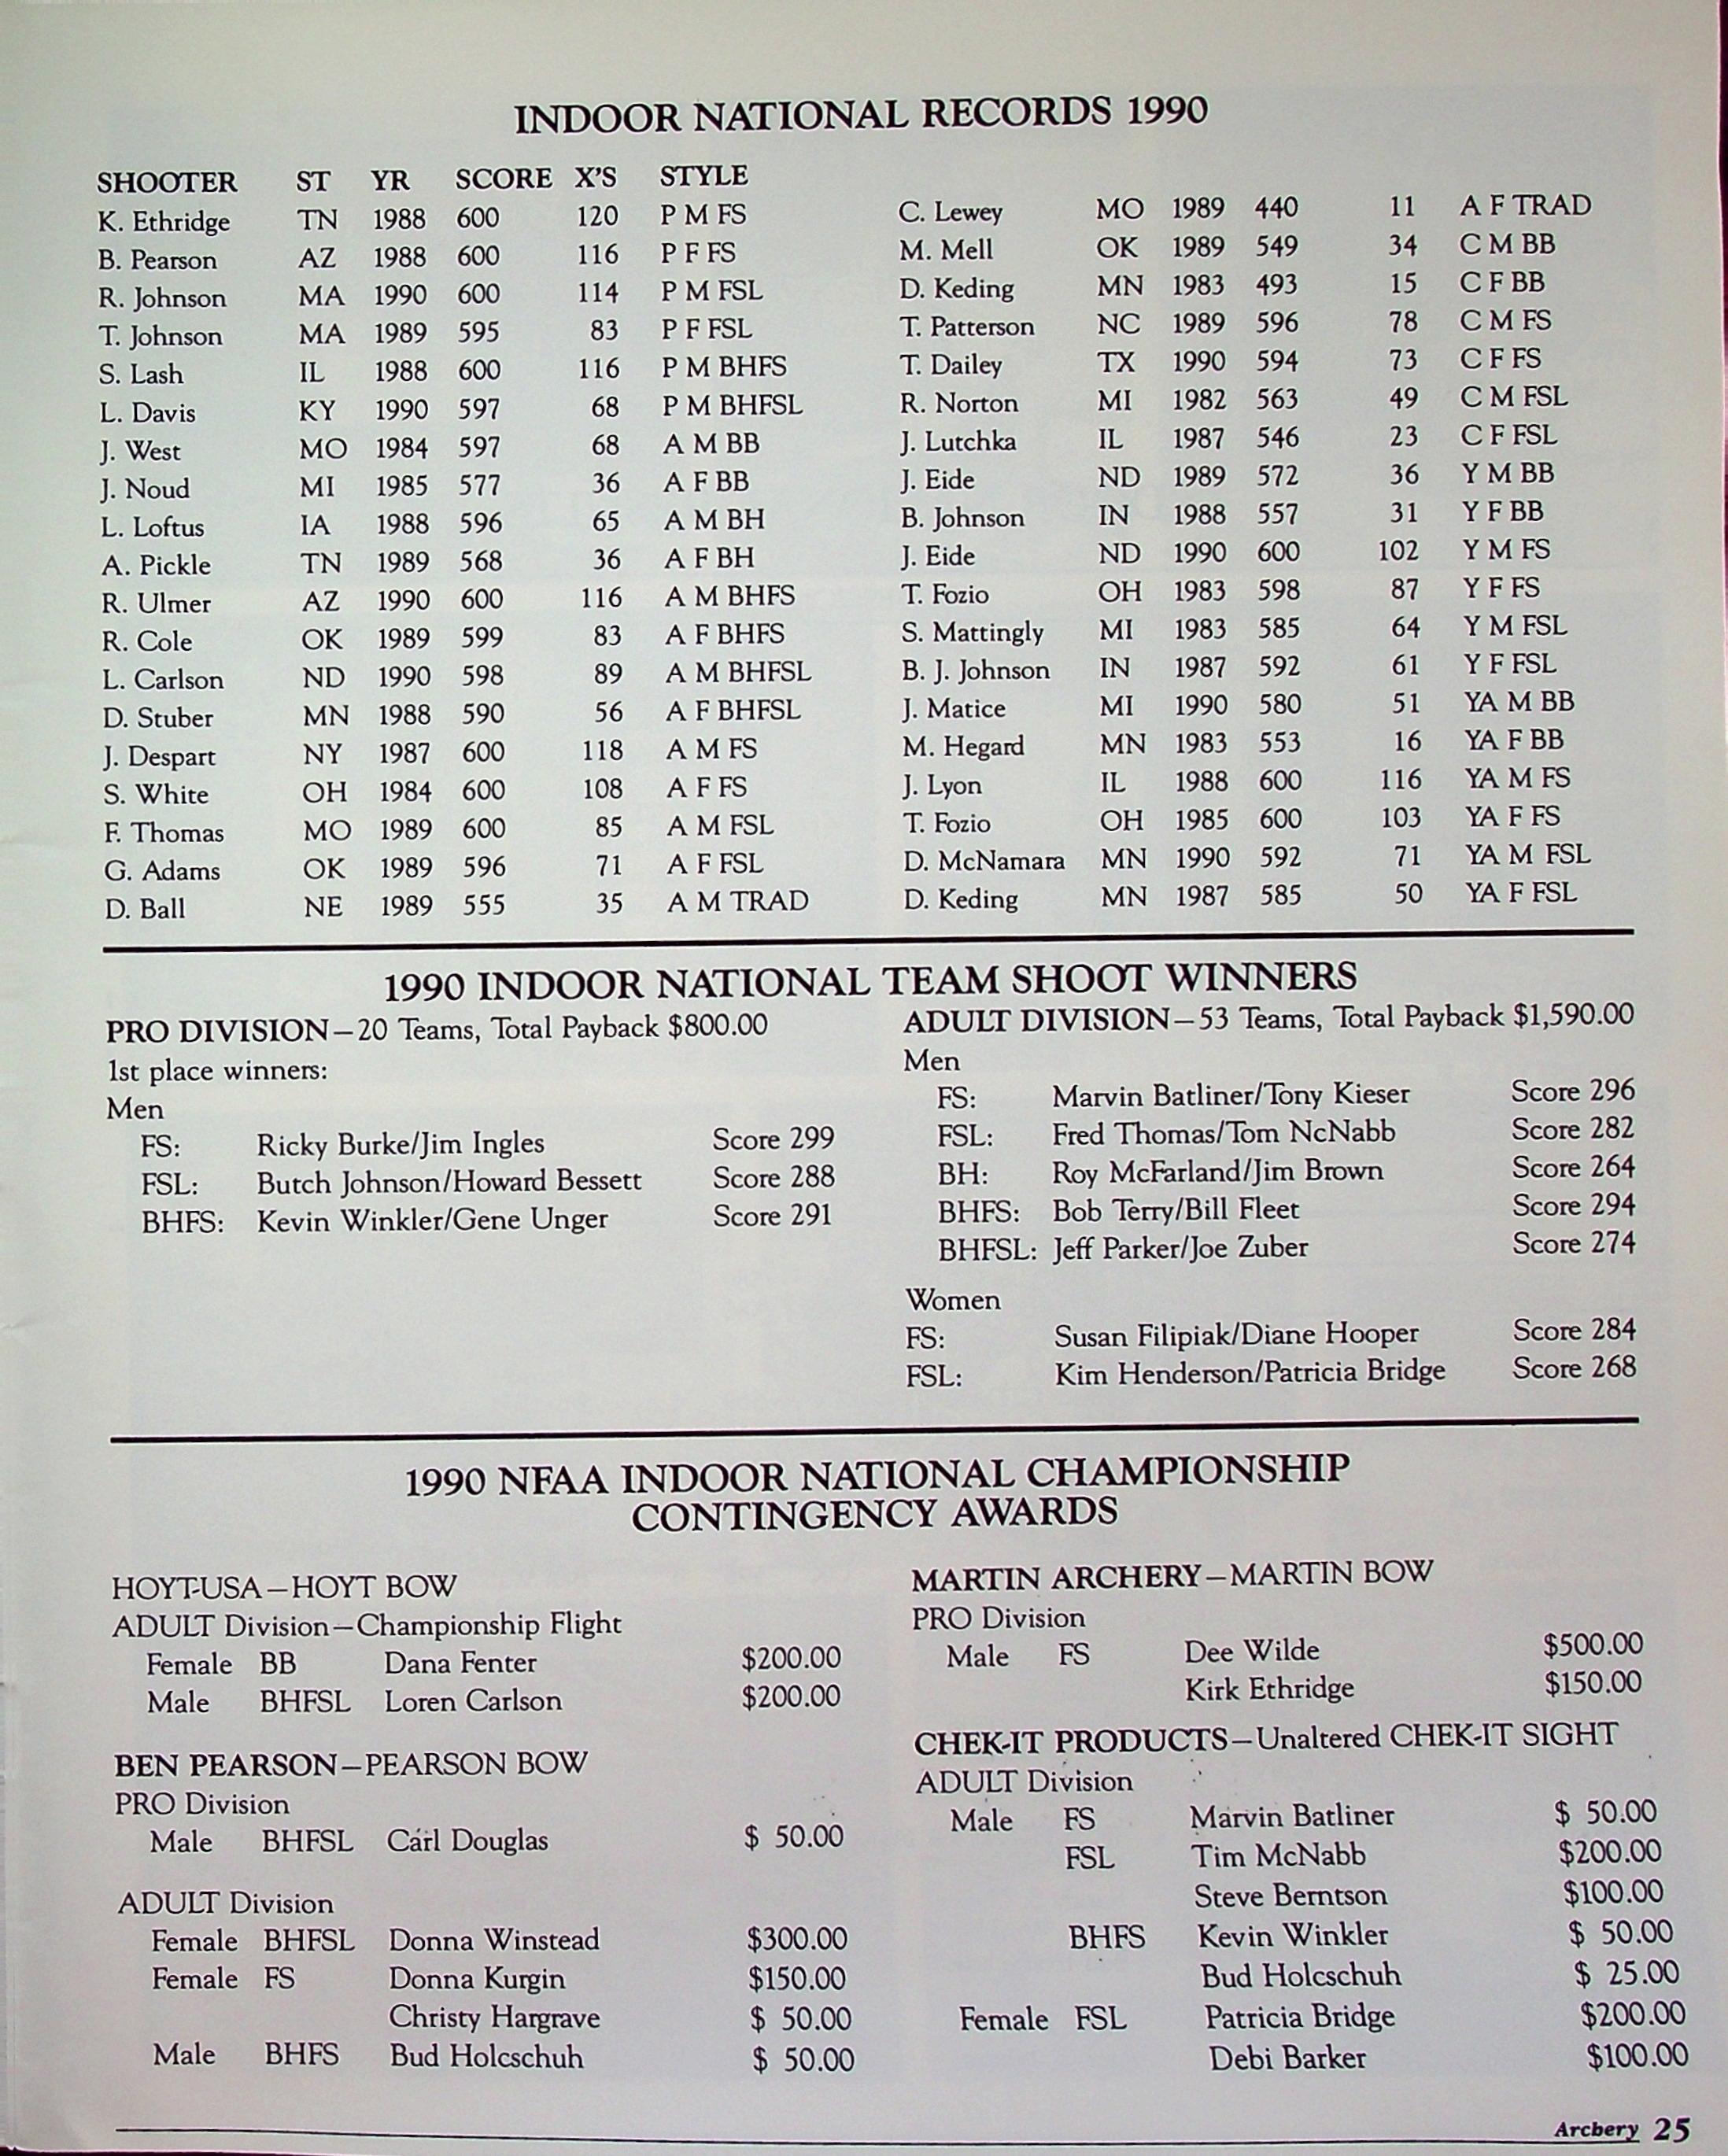 INDOOR NATIONAL RECORDS 1990
SHOOTER ST YR SCORE X'S STYLE
K. Ethridge TN 1988 600 120 P M FS
B. Pearson AZ 1988 600 116 P F FS
R. Johnson MA 1990 600 114 P M FSL
T. Johnson MA 1989 595 83 P F FSL
S. Lash IL 1988 600 116 P M BHFS
L. Davis KY 1990 597 68 P M BHFSL
J. West MO 1984 597 68 A M BB
J. Noud MI 1985 577 36 A F BB
L. Loftus IA 1988 596 65 A M BH
A. Pickle TN 1989 568 36 A F BH
R. Ulmer AZ 1990 600 116 A M BHFS
R. Cole OK 1989 599 83 A F BHFS
L. Carlson ND 1990 598 89 A M BHFSL
D. Stuber MN 1988 590 56 A F BHFSL
J. Despart NY 1987 600 118 A M FS
S. White OH 1984 600 108 A F FS
F. Thomas MO 1989 600 85 A M FSL
G. Adams OK 1989 596 71 A F FSL
D. Ball NE 1989 555 35 A M TRAD
C. Lewey MO 1989 440 11 A F TRAD
M. Mell OK 1989 549 34 C M BB
D. Keding MN 1983 493 15 C F BB
T. Patterson NC 1989 596 78 C M FS
T. Dailey TX 1990 594 73 C F FS
R. Norton MI 1982 563 49 C M FSL
J. Lutchka IL 1987 546 23 C F FSL
J. Eide ND 1989 572 36 Y M BB
B. Johnson IN 1988 557 31 Y F BB
J. Eide ND 1990 600 102 Y M FS
T. Fozio OH 1983 598 87 Y F FS
S. Mattingly MI 1983 585 64 Y M FSL
B. J. Johnson IN 1987 592 61 Y F FSL
J. Matice MI 1990 580 51 YA M BB
M. Hegard MN 1983 553 16 YA F BB
J. Lyon IL 1988 600 116 YA M FS
T. Fozio OH 1985 600 103 YA F FS
D. McNamara MN 1990 592 71 YA M FSL
D. Keding MN 1987 585 50 YA F FSL
1990 INDOOR NATIONAL TEAM SHOOT WINNERS
PRO DIVISION—20 Teams, Total Payback $800.00
1st place winners:
Men
FS: Ricky Burke/Jim Ingles Score 299
FSL: Butch Johnson/Howard Bessett Score 288
BHFS: Kevin Winkler/Gene Unger Score 291
ADULT DIVISION—53 Teams, Total Payback $1,590.00
Men
FS: Marvin Batliner/Tony Kieser Score 296
FSL: Fred Thomas/Tom NcNabb Score 282
BH: Roy McFarland/Jim Brown Score 264
BHFS: Bob Terry/Bill Fleet Score 294
BHFSL: Jeff Parker/Joe Zuber Score 274
Women
FS: Susan Filipiak/Diane Hooper Score 284
FSL: Kim Henderson/Patricia Bridge Score 268
1990 NFAA INDOOR NATIONAL CHAMPIONSHIP
CONTINGENCY AWARDS
HOYT-USA—HOYT BOW
ADULT Division—Championship Flight
Female BB Dana Fenter $200.00
Male BHFSL Loren Carlson $200.00
BEN PEARSON—PEARSON BOW
PRO Division
Male BHFSL Carl Douglas $ 50.00
ADULT Division
Female BHFSL Donna Winstead $300.00
Female FS Donna Kurgin $150.00
Christy Hargrave $ 50.00
Male BHFS Bud Holcschuh $ 50.00
MARTIN ARCHERY—MARTIN BOW
PRO Division
Male FS Dee Wilde $500.00
Kirk Ethridge $150.00
CHEK-IT PRODUCTS—Unaltered CHEK-IT SIGHT
ADULT Division
Male FS Marvin Batliner $ 50.00
FSL Tim McNabb $200.00
Steve Berntson $100.00
BHFS Kevin Winkler $ 50.00
Bud Holcschuh $ 25.00
Female FSL Patricia Bridge $200.00
Debi Barker $100.00
Archery 25